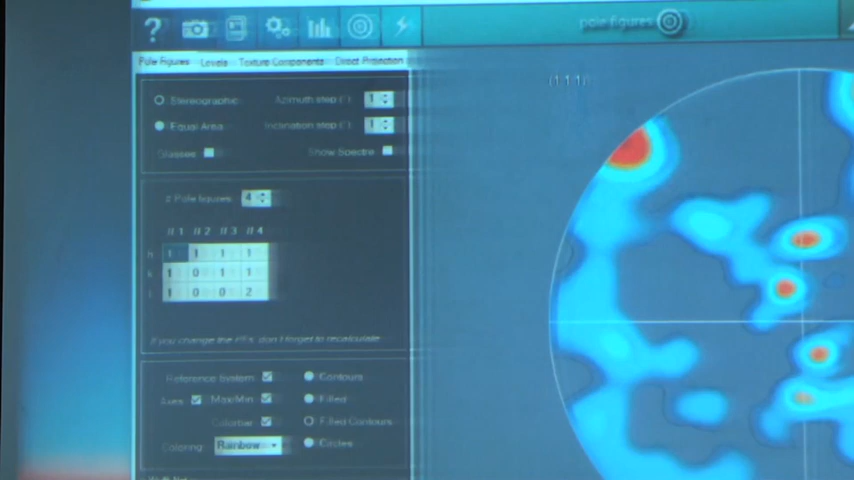 ?
pole figures
Pole Figures Levels Texture Components Direct Projection
Stereographic Azimuth step (°) 1
Equal Area Inclination step (°) 1
Show Spectre
# Pole figures: 4
# 1 # 2 # 3 # 4
h 1 1 1 1
k 1 0 1 1
l 1 0 0 2
If you change the PFs, don't forget to recalculate
Reference System Contours
Axes Max/Min Filled
Colorbar Filled Contours
Coloring: Rainbow Circles
(1 1 1)